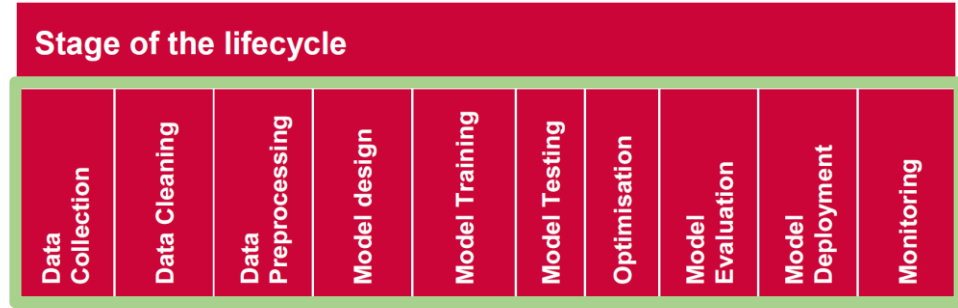 Stage of the lifecycle
Data
Collection
Data Cleaning
Data
Preprocessing
Model design
Model Training
Model Testing
Optimisation
Model
Evaluation
Model
Deployment
Monitoring